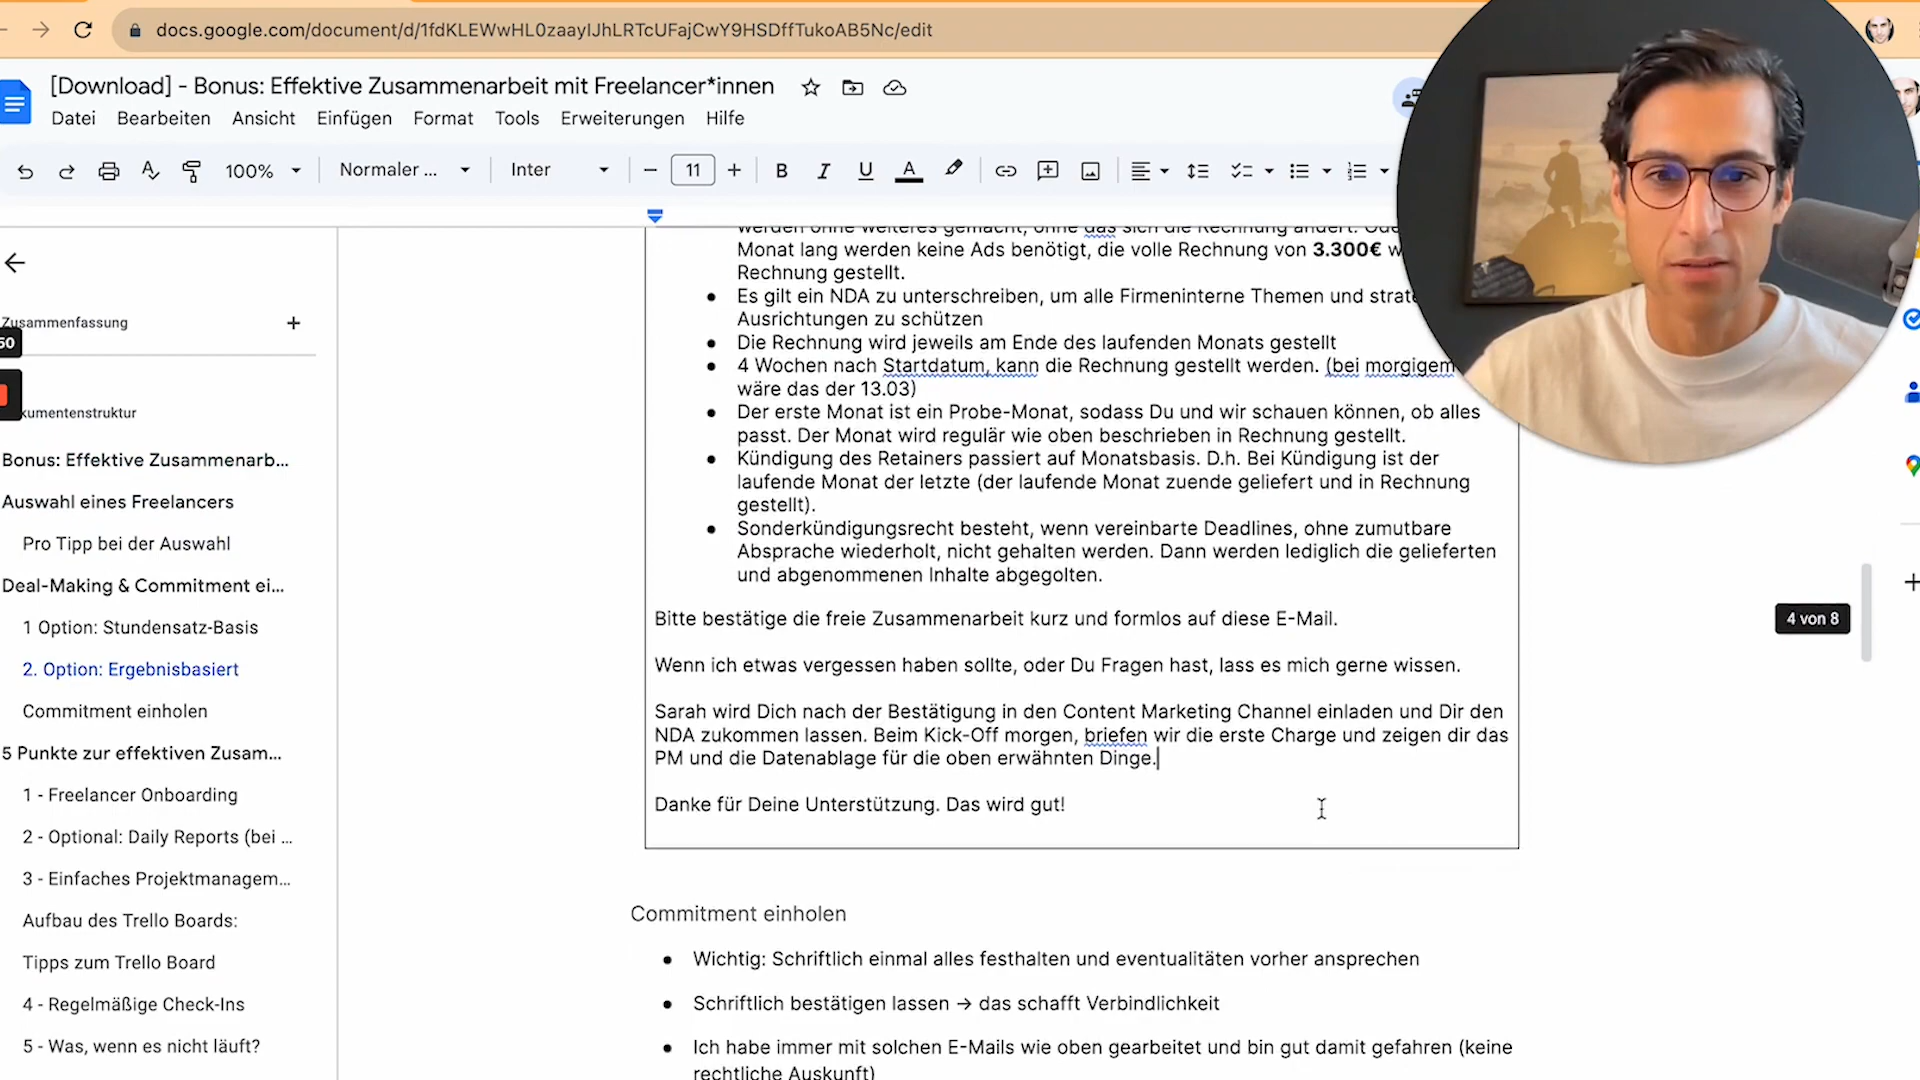 docs.google.com/document/d/1fdKLEWwHL0zaayIJhLRTcUFajCwY9HSDffTukoAB5Nc/edit
[Download] - Bonus: Effektive Zusammenarbeit mit Freelancer*innen
Datei Bearbeiten Ansicht Einfügen Format Tools Erweiterungen Hilfe
100% Normaler ... Inter 11 B I U A
Zusammenfassung
50
kumentenstruktur
Bonus: Effektive Zusammenarb...
Auswahl eines Freelancers
Pro Tipp bei der Auswahl
Deal-Making & Commitment ei...
1 Option: Stundensatz-Basis
2. Option: Ergebnisbasiert
Commitment einholen
5 Punkte zur effektiven Zusam...
1 - Freelancer Onboarding
2 - Optional: Daily Reports (bei ...
3 - Einfaches Projektmanagem...
Aufbau des Trello Boards:
Tipps zum Trello Board
4 - Regelmäßige Check-Ins
5 - Was, wenn es nicht läuft?
werden ohne weiteres gemacht, ohne das sich die Rechnung ändert.
Monat lang werden keine Ads benötigt, die volle Rechnung von 3.300€ w
Rechnung gestellt.
Es gilt ein NDA zu unterschreiben, um alle Firmeninterne Themen und strate
Ausrichtungen zu schützen
Die Rechnung wird jeweils am Ende des laufenden Monats gestellt
4 Wochen nach Startdatum, kann die Rechnung gestellt werden. (bei morgigem
wäre das der 13.03)
Der erste Monat ist ein Probe-Monat, sodass Du und wir schauen können, ob alles
passt. Der Monat wird regulär wie oben beschrieben in Rechnung gestellt.
Kündigung des Retainers passiert auf Monatsbasis. D.h. Bei Kündigung ist der
laufende Monat der letzte (der laufende Monat zuende geliefert und in Rechnung
gestellt).
Sonderkündigungsrecht besteht, wenn vereinbarte Deadlines, ohne zumutbare
Absprache wiederholt, nicht gehalten werden. Dann werden lediglich die gelieferten
und abgenommenen Inhalte abgegolten.
Bitte bestätige die freie Zusammenarbeit kurz und formlos auf diese E-Mail.
Wenn ich etwas vergessen haben sollte, oder Du Fragen hast, lass es mich gerne wissen.
Sarah wird Dich nach der Bestätigung in den Content Marketing Channel einladen und Dir den
NDA zukommen lassen. Beim Kick-Off morgen, briefen wir die erste Charge und zeigen dir das
PM und die Datenablage für die oben erwähnten Dinge.
Danke für Deine Unterstützung. Das wird gut!
4 von 8
Commitment einholen
Wichtig: Schriftlich einmal alles festhalten und eventualitäten vorher ansprechen
Schriftlich bestätigen lassen → das schafft Verbindlichkeit
Ich habe immer mit solchen E-Mails wie oben gearbeitet und bin gut damit gefahren (keine
rechtliche Auskunft)